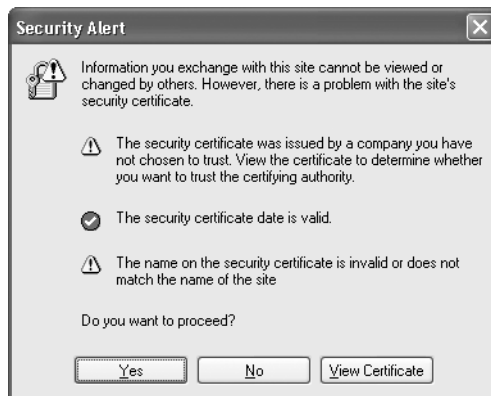 Security Alert
Information you exchange with this site cannot be viewed or
changed by others. However, there is a problem with the site's
security certificate.
The security certificate was issued by a company you have
not chosen to trust. View the certificate to determine whether
you want to trust the certifying authority.
The security certificate date is valid.
The name on the security certificate is invalid or does not
match the name of the site
Do you want to proceed?
Yes No View Certificate